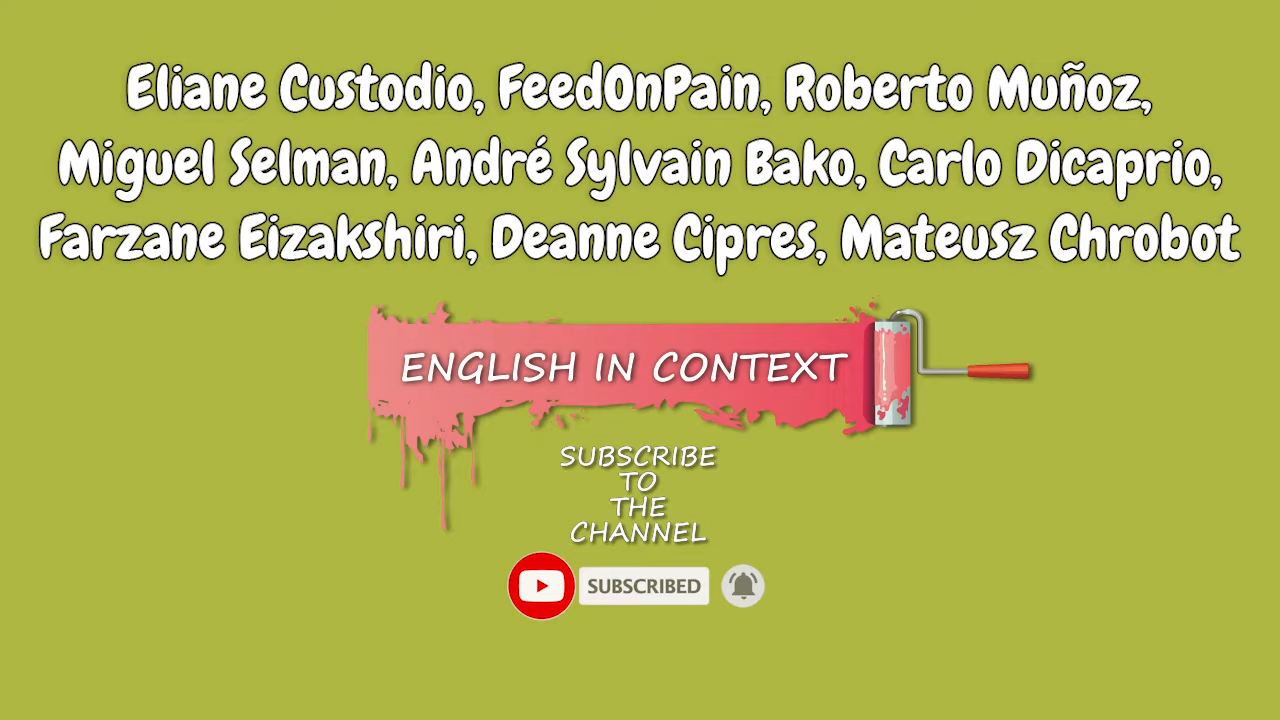 Eliane Custodio, FeedOnPain, Roberto Muñoz,
Miguel Selman, André Sylvain Bako, Carlo Dicaprio,
Farzane Eizakshiri, Deanne Cipres, Mateusz Chrobot
ENGLISH IN CONTEXT
SUBSCRIBE
TO
THE
CHANNEL
SUBSCRIBED